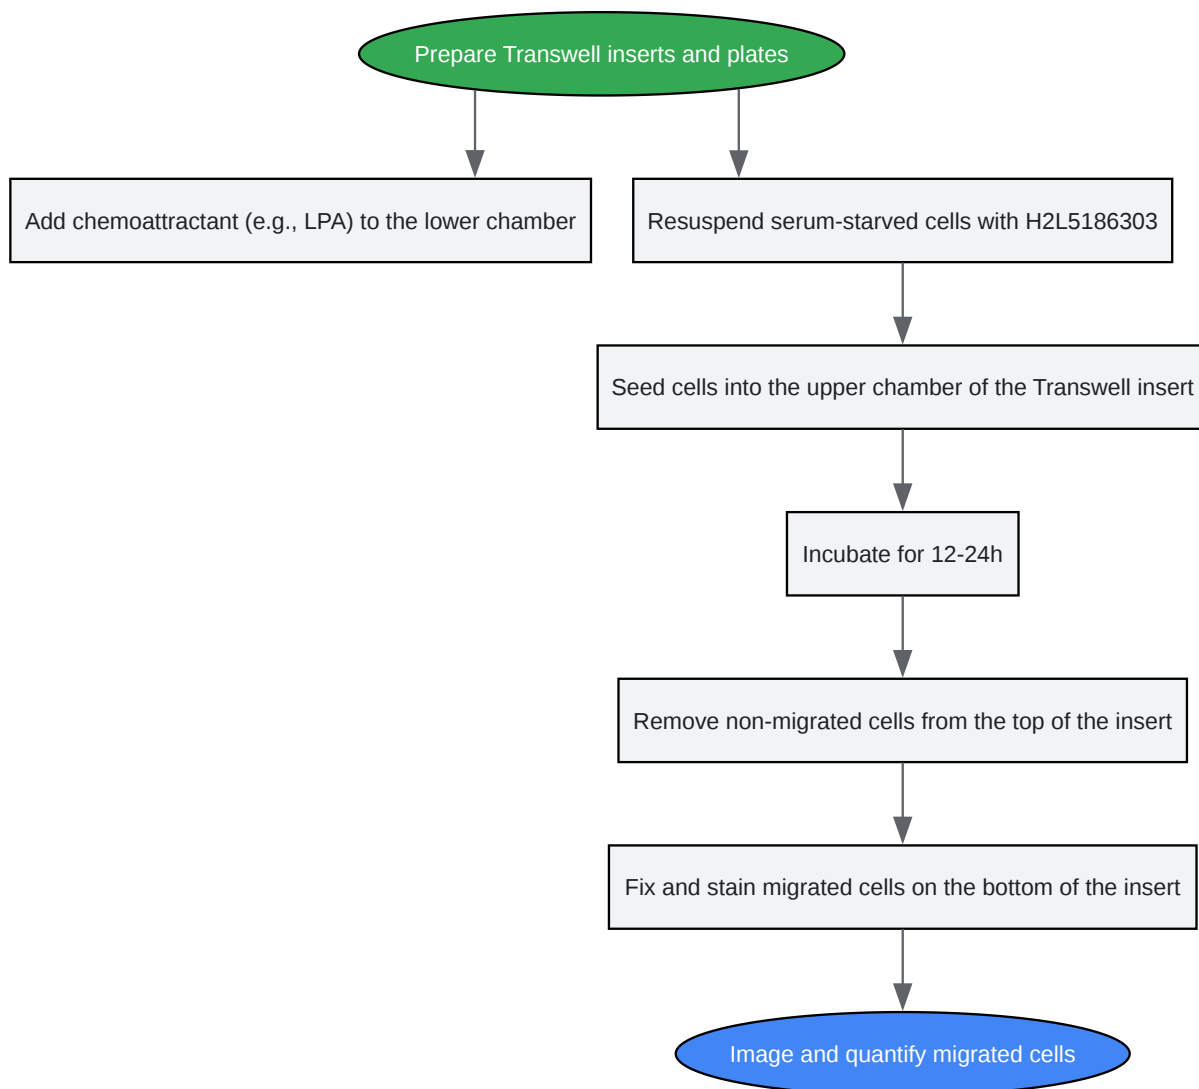 Prepare Transwell inserts and plates
Add chemoattractant (e.g., LPA) to the lower chamber
Resuspend serum-starved cells with H2L5186303
Seed cells into the upper chamber of the Transwell insert
Incubate for 12-24h
Remove non-migrated cells from the top of the insert
Fix and stain migrated cells on the bottom of the insert
Image and quantify migrated cells